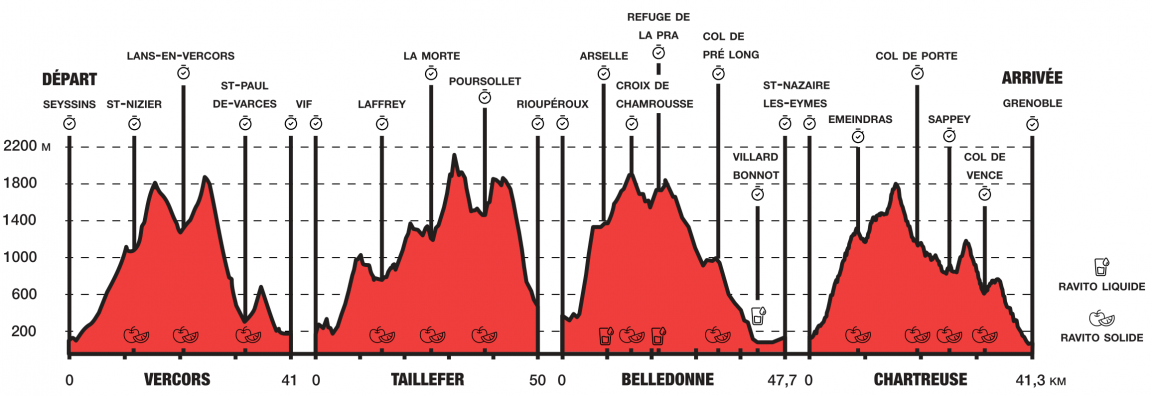 REFUGE DE
LA PRA
COL DE
PRÉ LONG
LANS-EN-VERCORS
LA MORTE
ARSELLE
COL DE PORTE
DÉPART
ARRIVÉE
ST-PAUL
DE-VARCES
POURSOLLET
CROIX DE
CHAMROUSSE
ST-NAZAIRE
LES-EYMES
SEYSSINS
ST-NIZIER
VIF
LAFFREY
RIOUPÉROUX
GRENOBLE
EMEINDRAS
SAPPEY
2200 M
VILLARD
BONNOT
COL DE
VENCE
1800
1400
1000
600
200
RAVITO LIQUIDE
RAVITO SOLIDE
0 VERCORS 41
0 TAILLEFER 50
0 BELLEDONNE 47,7
0 CHARTREUSE 41,3 KM